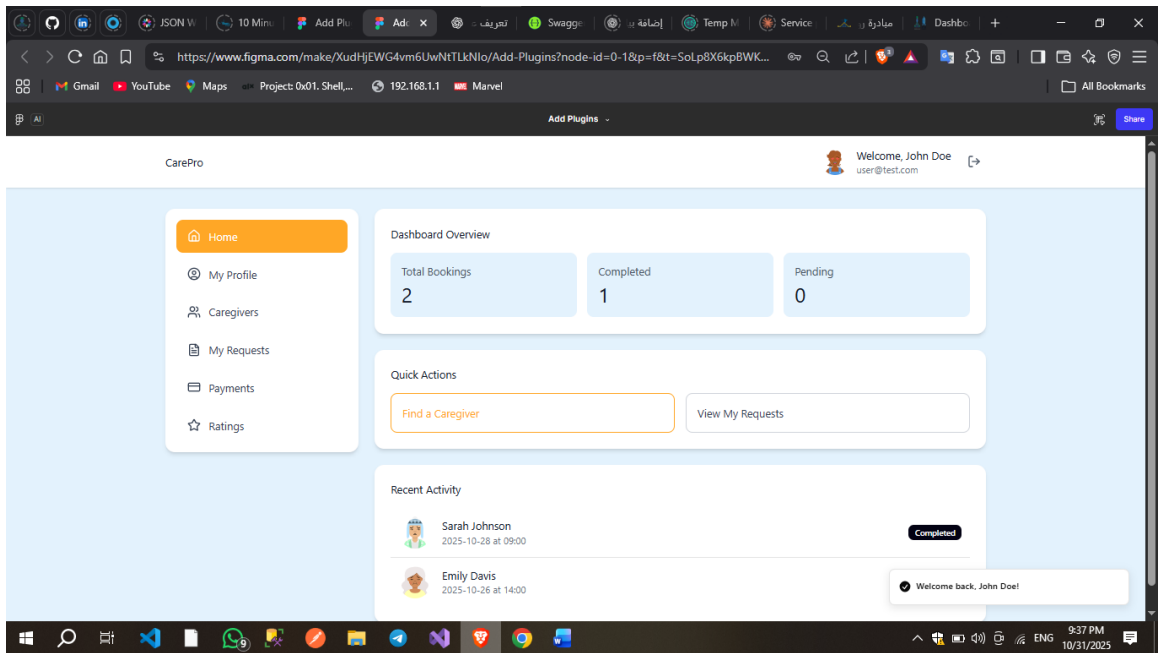 JSON W
10 Minu
Add Plu
Adc
تعريف
Swagge
إضافة
Temp M
Service
مبادرة
Dashbo
https://www.figma.com/make/XudHjEWG4vm6UwNtTLkNIo/Add-Plugins?node-id=0-1&p=f&t=SoLp8X6kpBWK...
Gmail
YouTube
Maps
Project: 0x01. Shell,...
192.168.1.1
Marvel
All Bookmarks
AI
Add Plugins
Share
CarePro
Welcome, John Doe
user@test.com
Home
My Profile
Caregivers
My Requests
Payments
Ratings
Dashboard Overview
Total Bookings
2
Completed
1
Pending
0
Quick Actions
Find a Caregiver
View My Requests
Recent Activity
Sarah Johnson
2025-10-28 at 09:00
Completed
Emily Davis
2025-10-26 at 14:00
Welcome back, John Doe!
9
ENG
9:37 PM
10/31/2025